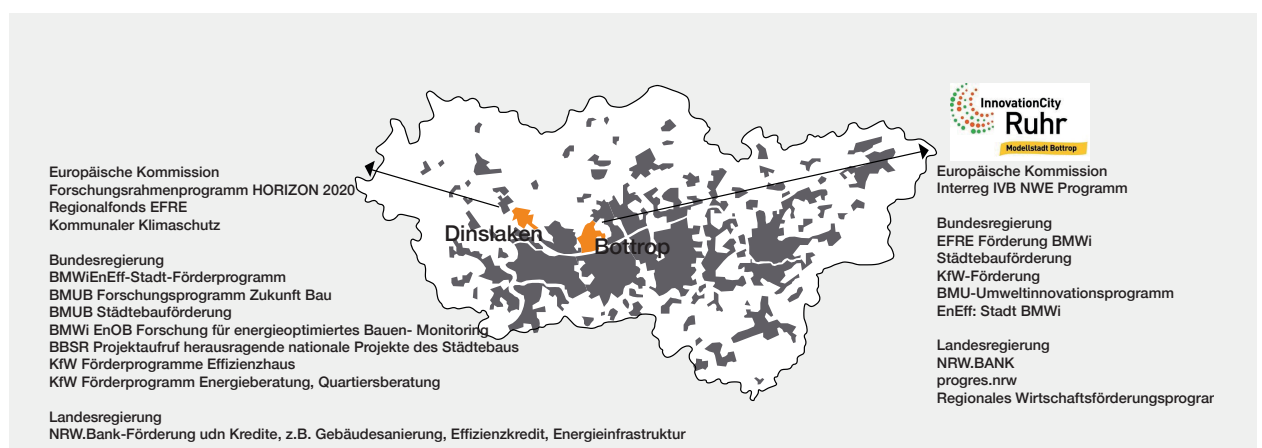 Europäische Kommission
Forschungsrahmenprogramm HORIZON 2020
Regionalfonds EFRE
Kommunaler Klimaschutz
Bundesregierung
BMWiEnEff-Stadt-Förderprogramm
BMUB Forschungsprogramm Zukunft Bau
BMUB Städtebauförderung
BMWi EnOB Forschung für energieoptimiertes Bauen- Monitoring
BBSR Projektaufruf herausragende nationale Projekte des Städtebaus
KfW Förderprogramme Effizienzhaus
KfW Förderprogramm Energieberatung, Quartiersberatung
Landesregierung
NRW.Bank-Förderung udn Kredite, z.B. Gebäudesanierung, Effizienzkredit, Energieinfrastruktur
Dinslaken
Bottrop
InnovationCity
Ruhr
Modellstadt Bottrop
Europäische Kommission
Interreg IVB NWE Programm
Bundesregierung
EFRE Förderung BMWi
Städtebauförderung
KfW-Förderung
BMU-Umweltinnovationsprogramm
EnEff: Stadt BMWi
Landesregierung
NRW.BANK
progres.nrw
Regionales Wirtschaftsförderungsprograr